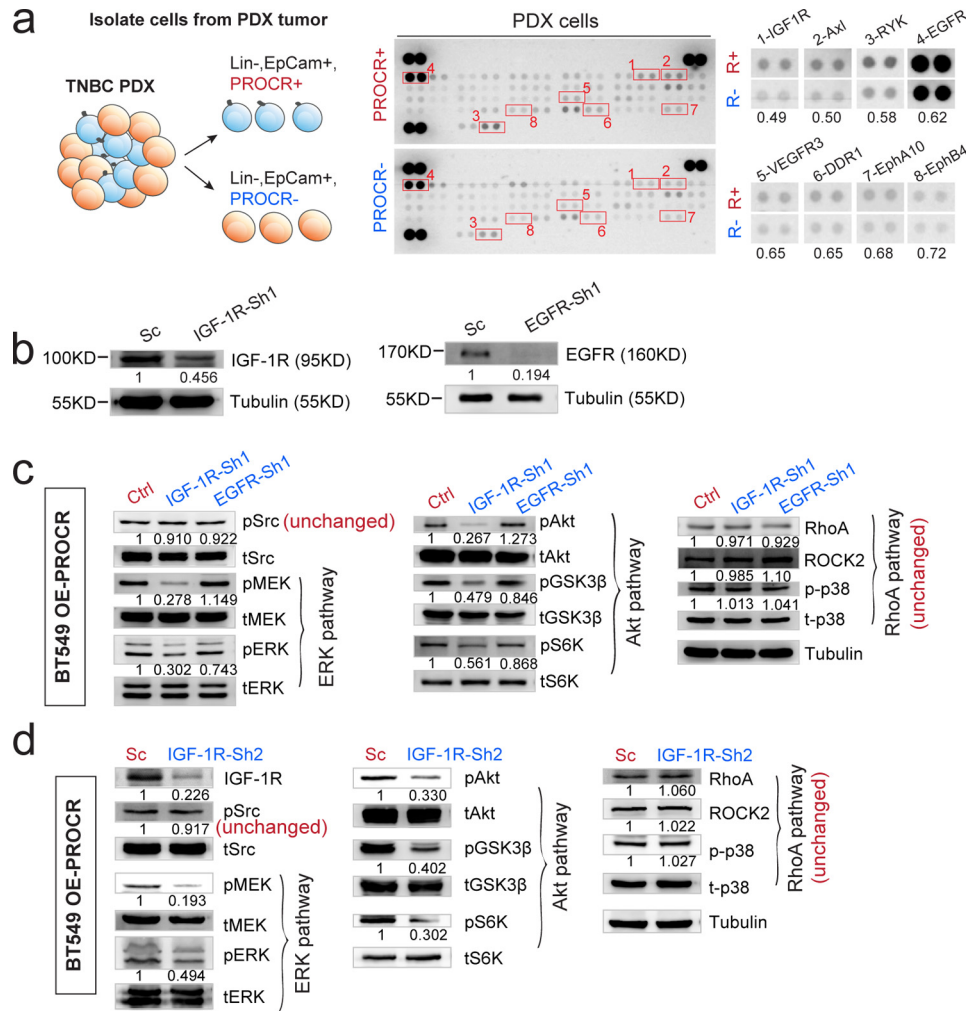 a
Isolate cells from PDX tumor
TNBC PDX
Lin-,EpCam+,
PROCR+
Lin-,EpCam+,
PROCR-
PDX cells
PROCR+
4
1
2
5
3
8
6
7
PROCR-
4
1
2
5
3
8
6
7
1-IGF1R
2-Axl
3-RYK
4-EGFR
R+
R-
0.49 0.50 0.58 0.62
5-VEGFR3
6-DDR1
7-EphA10
8-EphB4
R+
R-
0.65 0.65 0.68 0.72
b
Sc IGF-1R-Sh1
100KD IGF-1R (95KD)
1 0.456
55KD Tubulin (55KD)
Sc EGFR-Sh1
170KD EGFR (160KD)
1 0.194
55KD Tubulin (55KD)
c
BT549 OE-PROCR
Ctrl IGF-1R-Sh1 EGFR-Sh1
pSrc (unchanged)
1 0.910 0.922
tSrc
pMEK
1 0.278 1.149
tMEK
pERK
1 0.302 0.743
tERK
ERK pathway
Ctrl IGF-1R-Sh1 EGFR-Sh1
pAkt
1 0.267 1.273
tAkt
pGSK3β
1 0.479 0.846
tGSK3β
pS6K
1 0.561 0.868
tS6K
Akt pathway
Ctrl IGF-1R-Sh1 EGFR-Sh1
RhoA
1 0.971 0.929
ROCK2
1 0.985 1.10
p-p38
1 1.013 1.041
t-p38
Tubulin
RhoA pathway
(unchanged)
d
BT549 OE-PROCR
Sc IGF-1R-Sh2
IGF-1R
1 0.226
pSrc
1 0.917 (unchanged)
tSrc
pMEK
1 0.193
tMEK
pERK
1 0.494
tERK
ERK pathway
Sc IGF-1R-Sh2
pAkt
1 0.330
tAkt
pGSK3β
1 0.402
tGSK3β
pS6K
1 0.302
tS6K
Akt pathway
Sc IGF-1R-Sh2
RhoA
1 1.060
ROCK2
1 1.022
p-p38
1 1.027
t-p38
Tubulin
RhoA pathway
(unchanged)